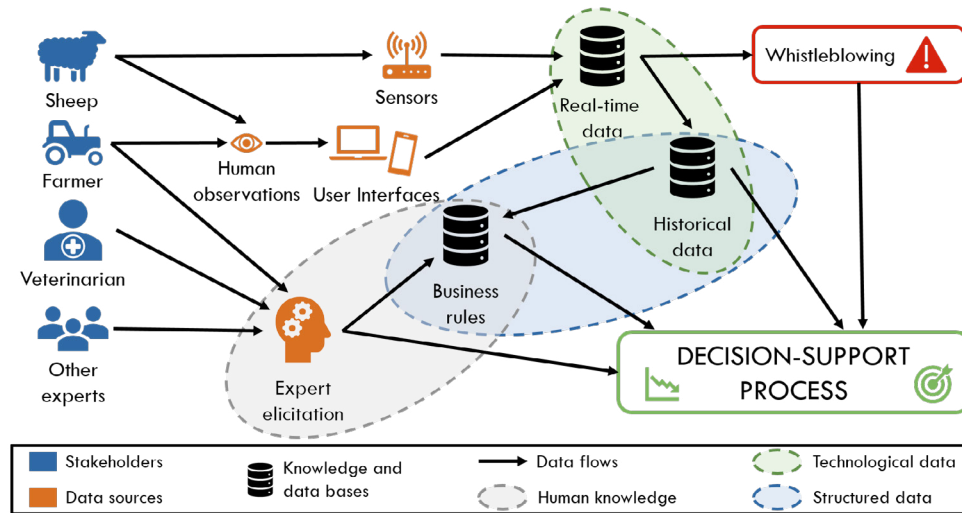 Sheep
Sensors
Real-time
data
Whistleblowing
Farmer
Human
observations
User Interfaces
Historical
data
Veterinarian
Business
rules
Other
experts
Expert
elicitation
DECISION-SUPPORT
PROCESS
Stakeholders
Data sources
Knowledge and
data bases
Data flows
Human knowledge
Technological data
Structured data